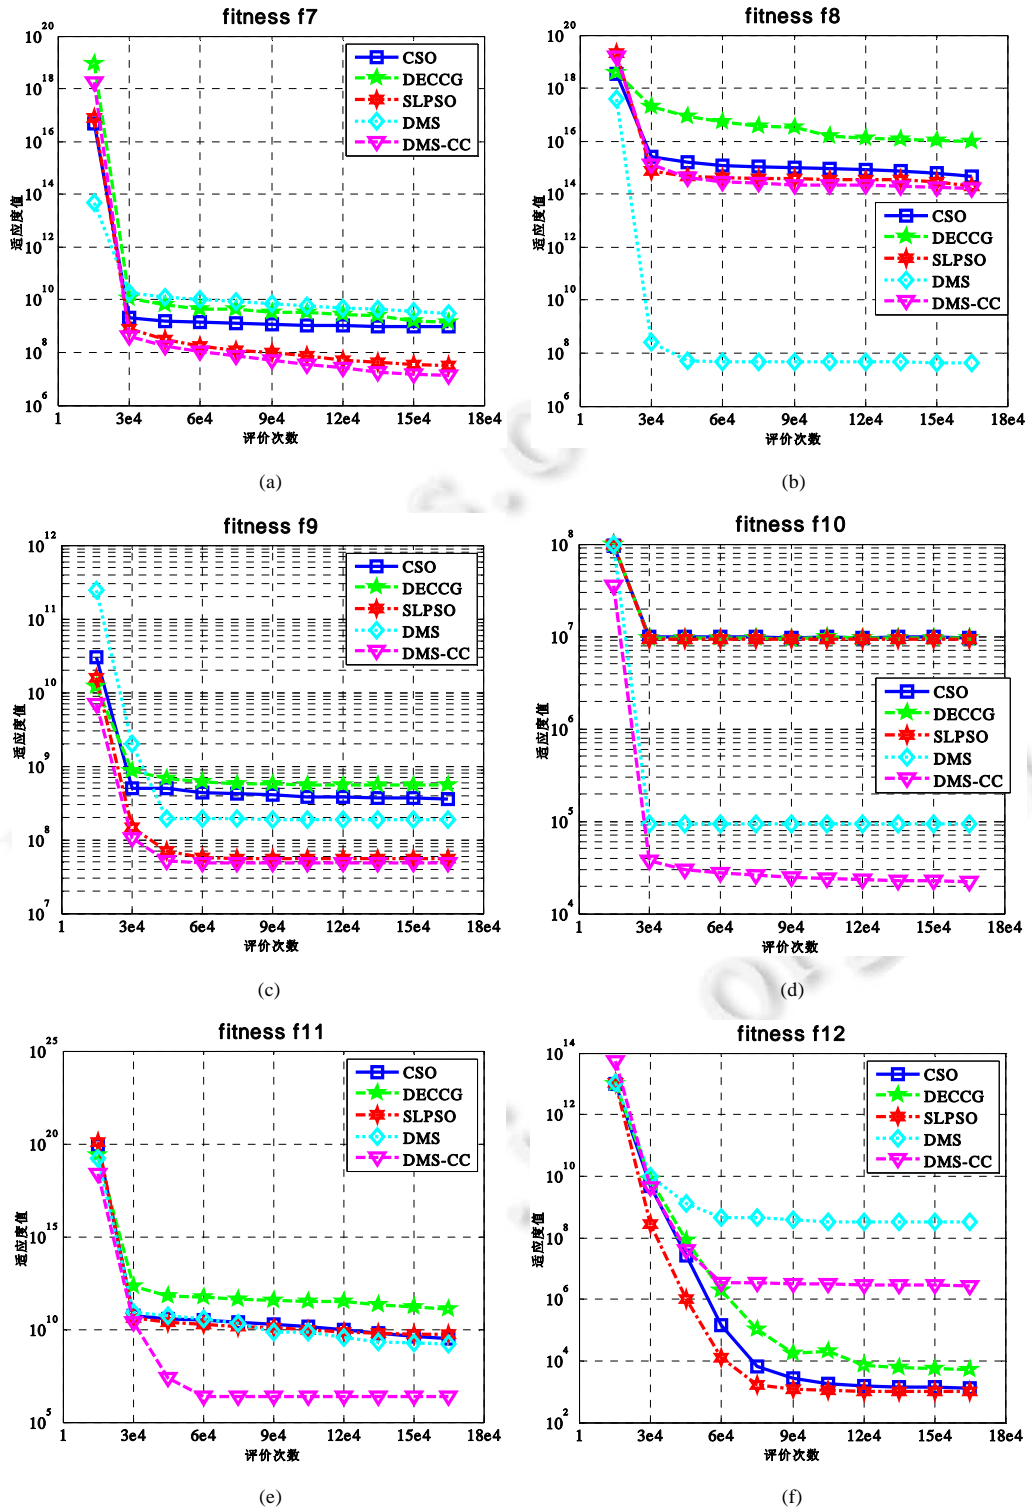 fitness f7
适应度值
10^20
10^18
10^16
10^14
10^12
10^10
10^8
10^6
CSO
DECCG
SLPSO
DMS
DMS-CC
1 3e4 6e4 9e4 12e4 15e4 18e4
评价次数
(a)
fitness f8
适应度值
10^20
10^18
10^16
10^14
10^12
10^10
10^8
10^6
CSO
DECCG
SLPSO
DMS
DMS-CC
1 3e4 6e4 9e4 12e4 15e4 18e4
评价次数
(b)
fitness f9
适应度值
10^12
10^11
10^10
10^9
10^8
10^7
CSO
DECCG
SLPSO
DMS
DMS-CC
1 3e4 6e4 9e4 12e4 15e4 18e4
评价次数
(c)
fitness f10
适应度值
10^8
10^7
10^6
10^5
10^4
CSO
DECCG
SLPSO
DMS
DMS-CC
1 3e4 6e4 9e4 12e4 15e4 18e4
评价次数
(d)
fitness f11
适应度值
10^25
10^20
10^15
10^10
10^5
CSO
DECCG
SLPSO
DMS
DMS-CC
1 3e4 6e4 9e4 12e4 15e4 18e4
评价次数
(e)
fitness f12
适应度值
10^14
10^12
10^10
10^8
10^6
10^4
10^2
CSO
DECCG
SLPSO
DMS
DMS-CC
1 3e4 6e4 9e4 12e4 15e4 18e4
评价次数
(f)